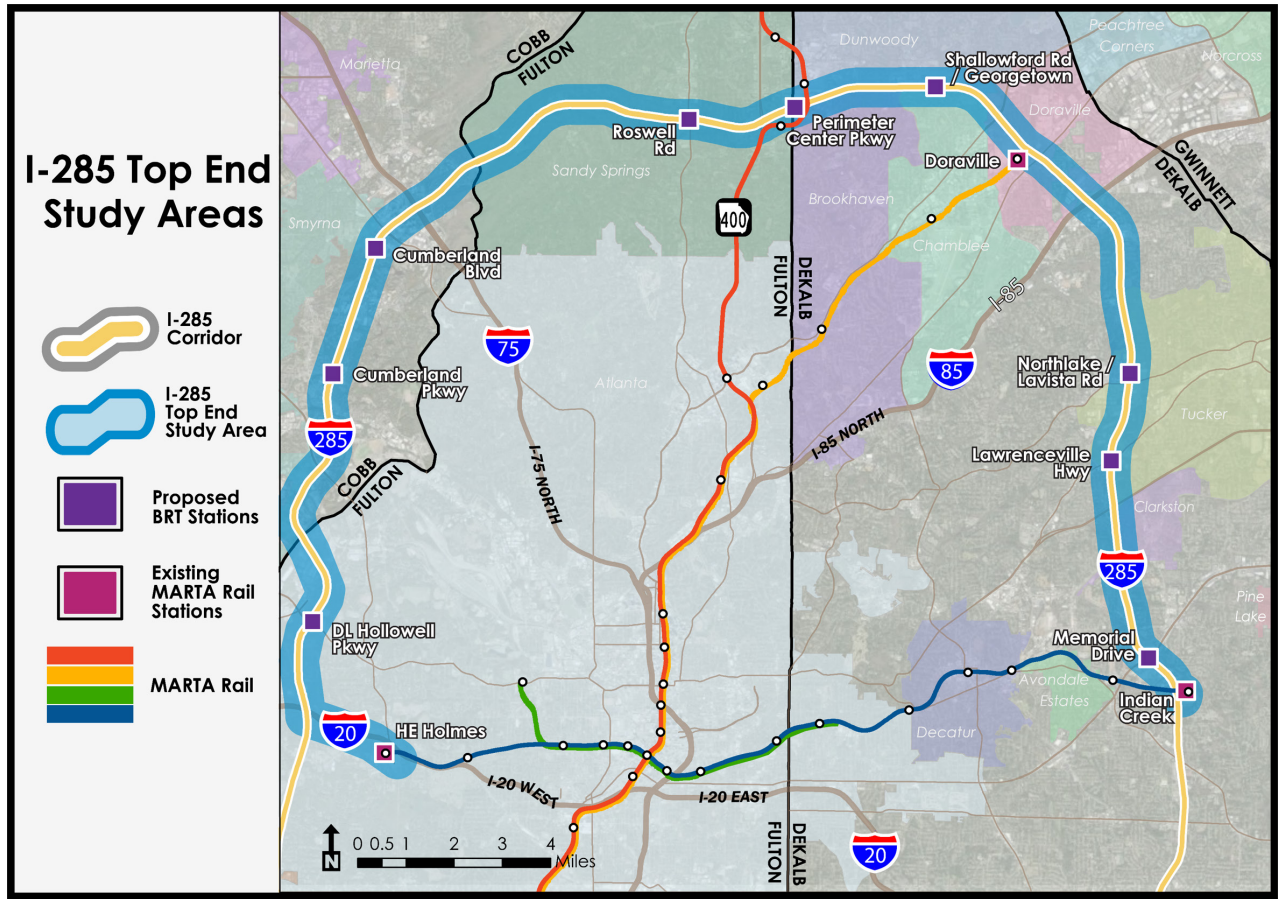 I-285 Top End
Study Areas
I-285
Corridor
I-285
Top End
Study Area
Proposed
BRT Stations
Existing
MARTA Rail
Stations
MARTA Rail
COBB
FULTON
Marietta
Dunwoody
Peachtree
Corners
Norcross
Shallowford Rd
/ Georgetown
Doraville
Roswell
Rd
Perimeter
Center Pkwy
Doraville
GWINNETT
DEKALB
Sandy Springs
Brookhaven
Smyrna
400
Chamblee
Cumberland
Blvd
FULTON
DEKALB
I-85
75
85
Cumberland
Pkwy
Atlanta
Northlake /
Lavista Rd
Tucker
285
I-85 NORTH
COBB
FULTON
I-75 NORTH
Lawrenceville
Hwy
Clarkston
285
Pine
Lake
DL Hollowell
Pkwy
Memorial
Drive
Avondale
Estates
Indian
Creek
20
HE Holmes
Decatur
I-20 WEST
I-20 EAST
FULTON
DEKALB
20
N
0 0.5 1 2 3 4
Miles